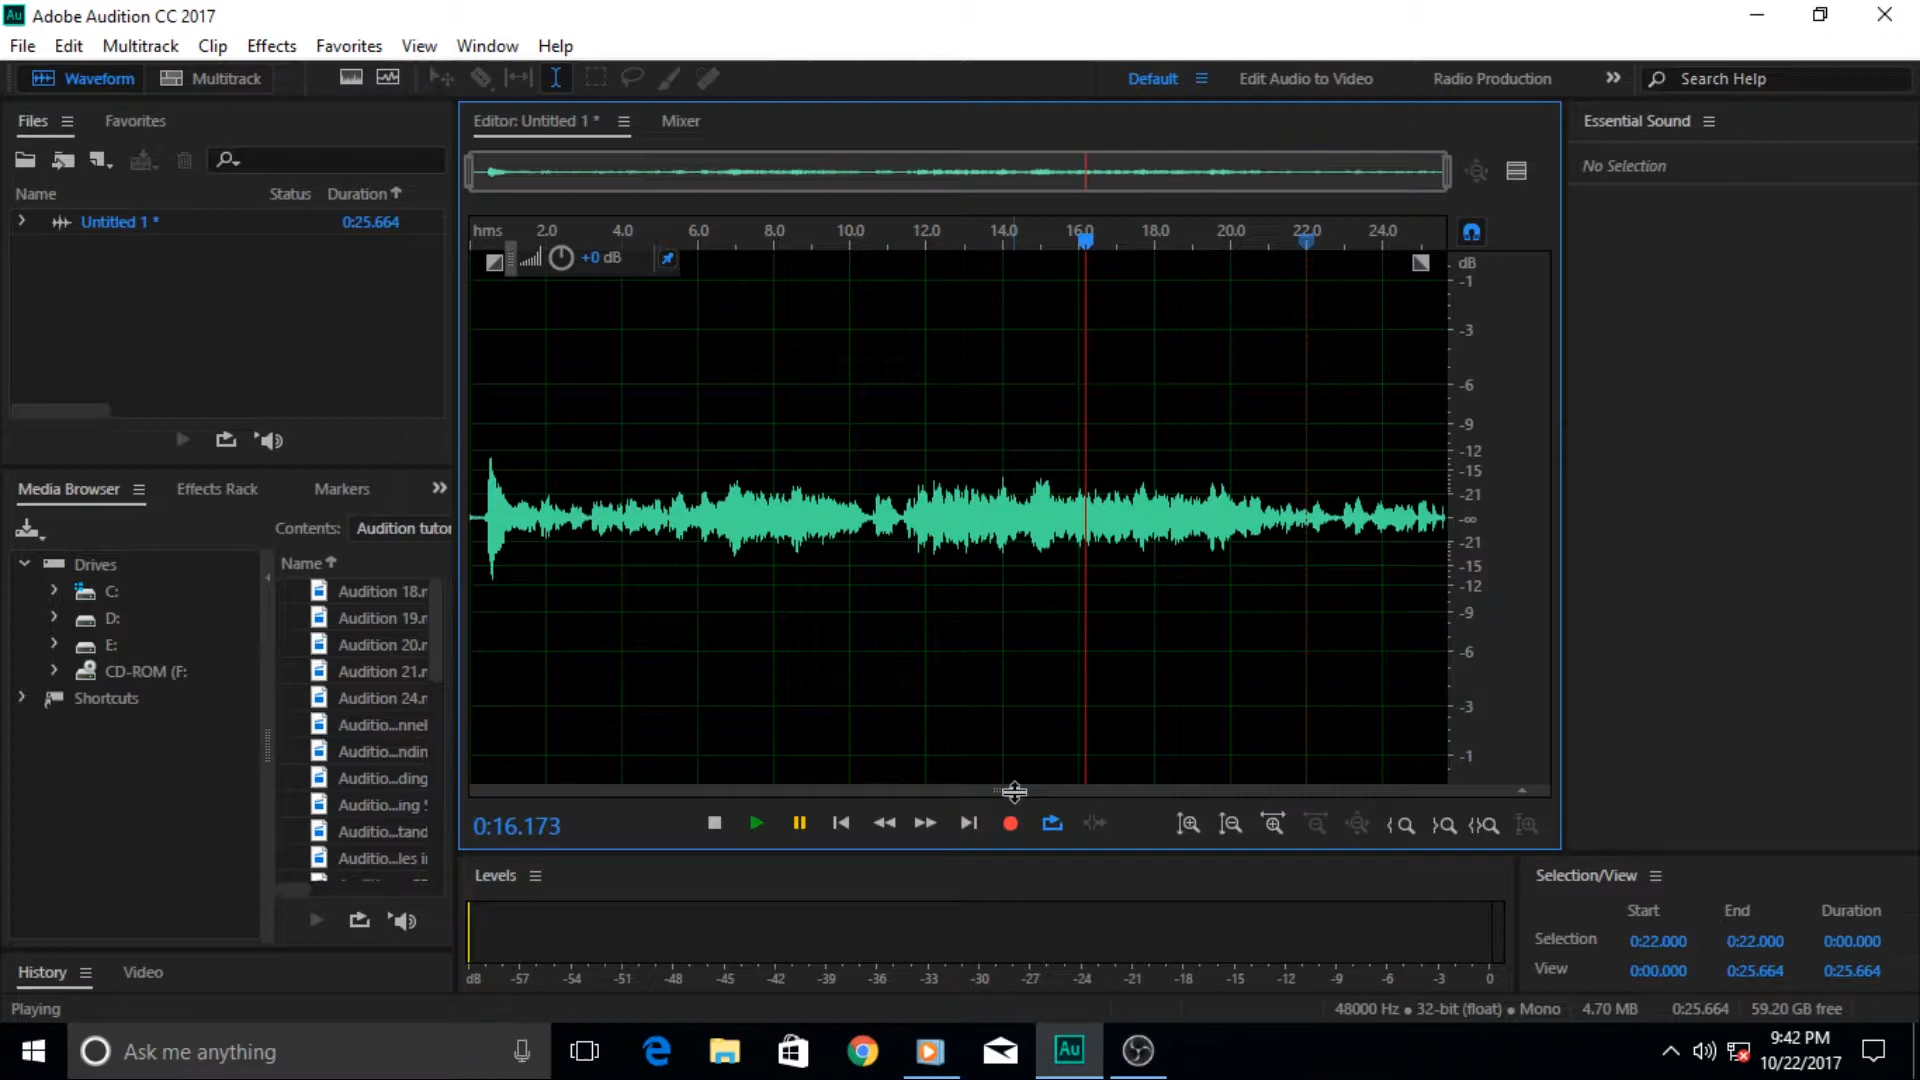 Au Adobe Audition CC 2017
File Edit Multitrack Clip Effects Favorites View Window Help
Waveform Multitrack Default Edit Audio to Video Radio Production Search Help
Files Favorites
Name Status Duration
Untitled 1 * 0:25.664
Editor: Untitled 1 * Mixer
hms 2.0 4.0 6.0 8.0 10.0 12.0 14.0 16.0 18.0 20.0 22.0 24.0
+0 dB
dB
-1
-3
-6
-9
-12
-15
-21
-∞
-21
-15
-12
-9
-6
-3
-1
Essential Sound
No Selection
Media Browser Effects Rack Markers
Contents: Audition tutor
Drives
C:
D:
E:
CD-ROM (F:
Shortcuts
Name
Audition 18.r
Audition 19.r
Audition 20.r
Audition 21.r
Audition 24.r
Auditio...nnel
Auditio...ndin
Auditio...ding
Auditio...ing
Auditio...tand
Auditio...les i
0:16.173
Levels
dB -57 -54 -51 -48 -45 -42 -39 -36 -33 -30 -27 -24 -21 -18 -15 -12 -9 -6 -3 0
Selection/View
Start End Duration
Selection 0:22.000 0:22.000 0:00.000
View 0:00.000 0:25.664 0:25.664
History Video
Playing
48000 Hz ● 32-bit (float) ● Mono 4.70 MB 0:25.664 59.20 GB free
Ask me anything
Au
9:42 PM
10/22/2017